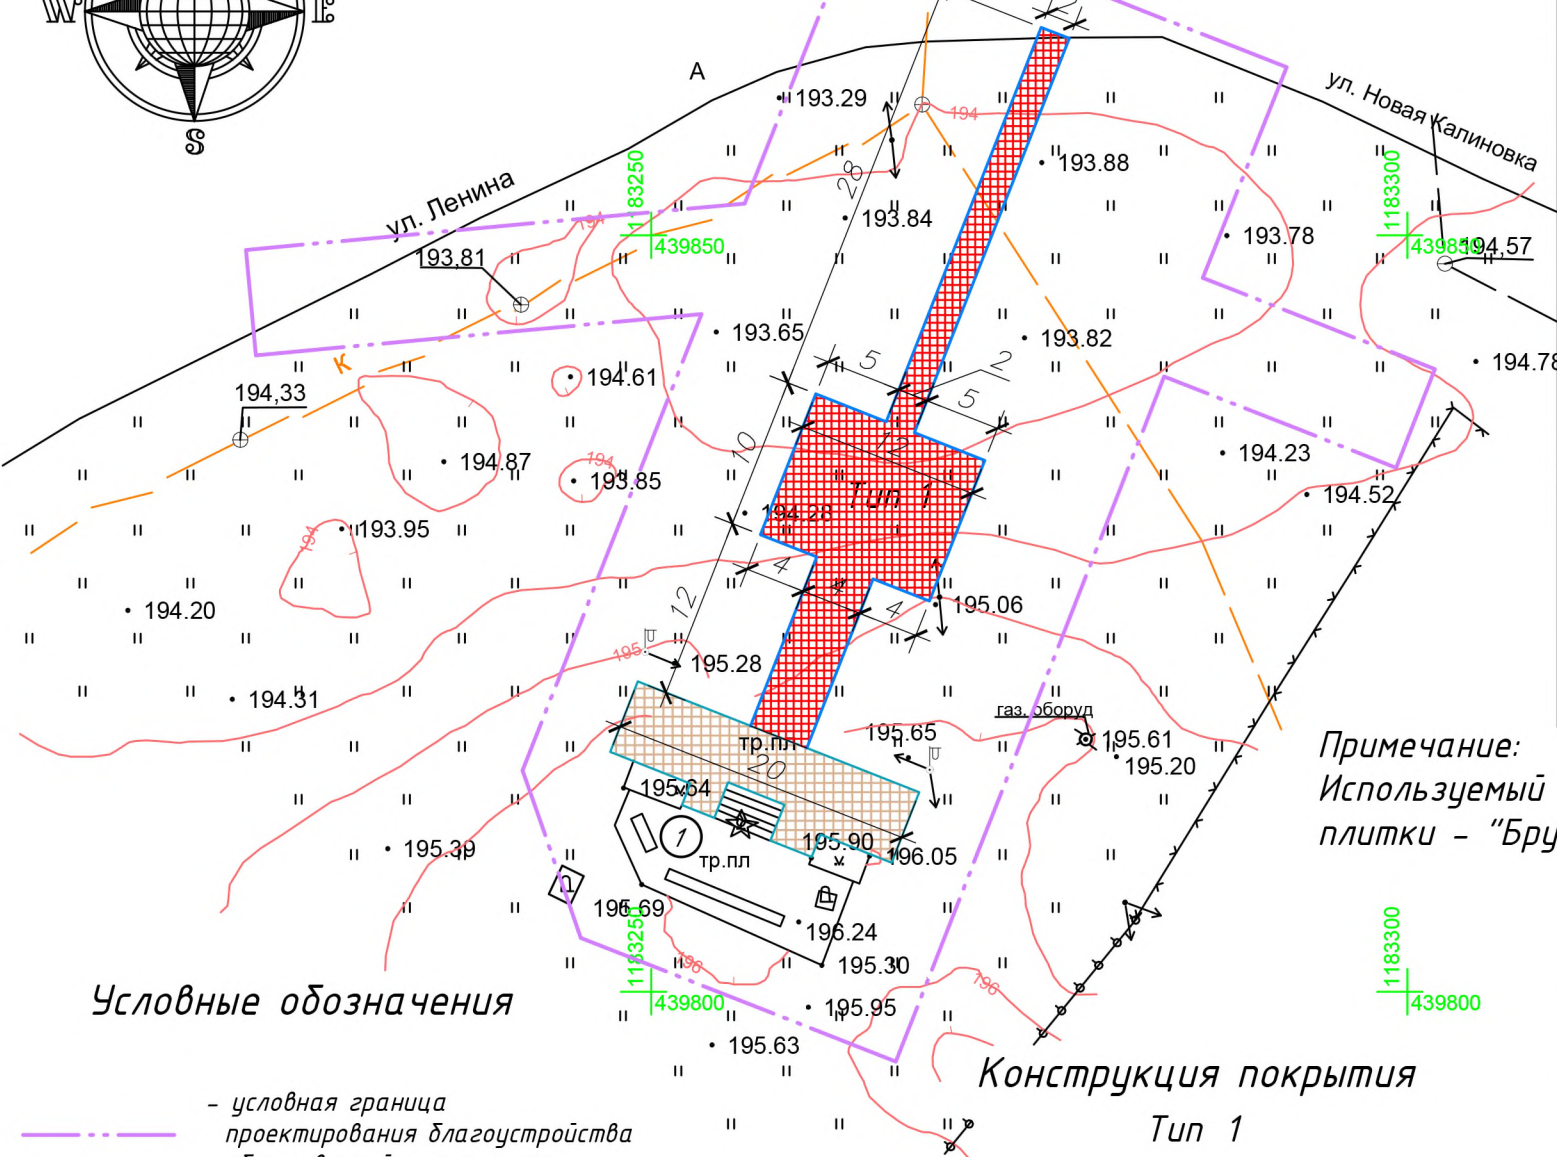 W
E
S
А
2
ул. Новая Калиновка
ул. Ленина
193.29
194
193.88
28
1183250
439850
1183300
439850
194,57
193.84
193.78
194
193,81
193.65
193.82
194.78
К
5
2
5
194,33
194.61
10
12
194.23
194.87
194
193.85
Тип 1
194.52
194.28
193.95
194
4
4
4
12
194.20
195.06
195
195.28
194.31
газ. оборуд
195.65
195.61
195.20
тр.пл
20
Примечание:
Используемый
плитки - "Бру
195.64
к
195.39
1
195.90
196.05
к
тр.пл
195.69
196.24
195.30
196
196
1183250
439800
1183300
439800
195.95
195.63
Условные обозначения
Конструкция покрытия
Тип 1
- условная граница
проектирования благоустройства